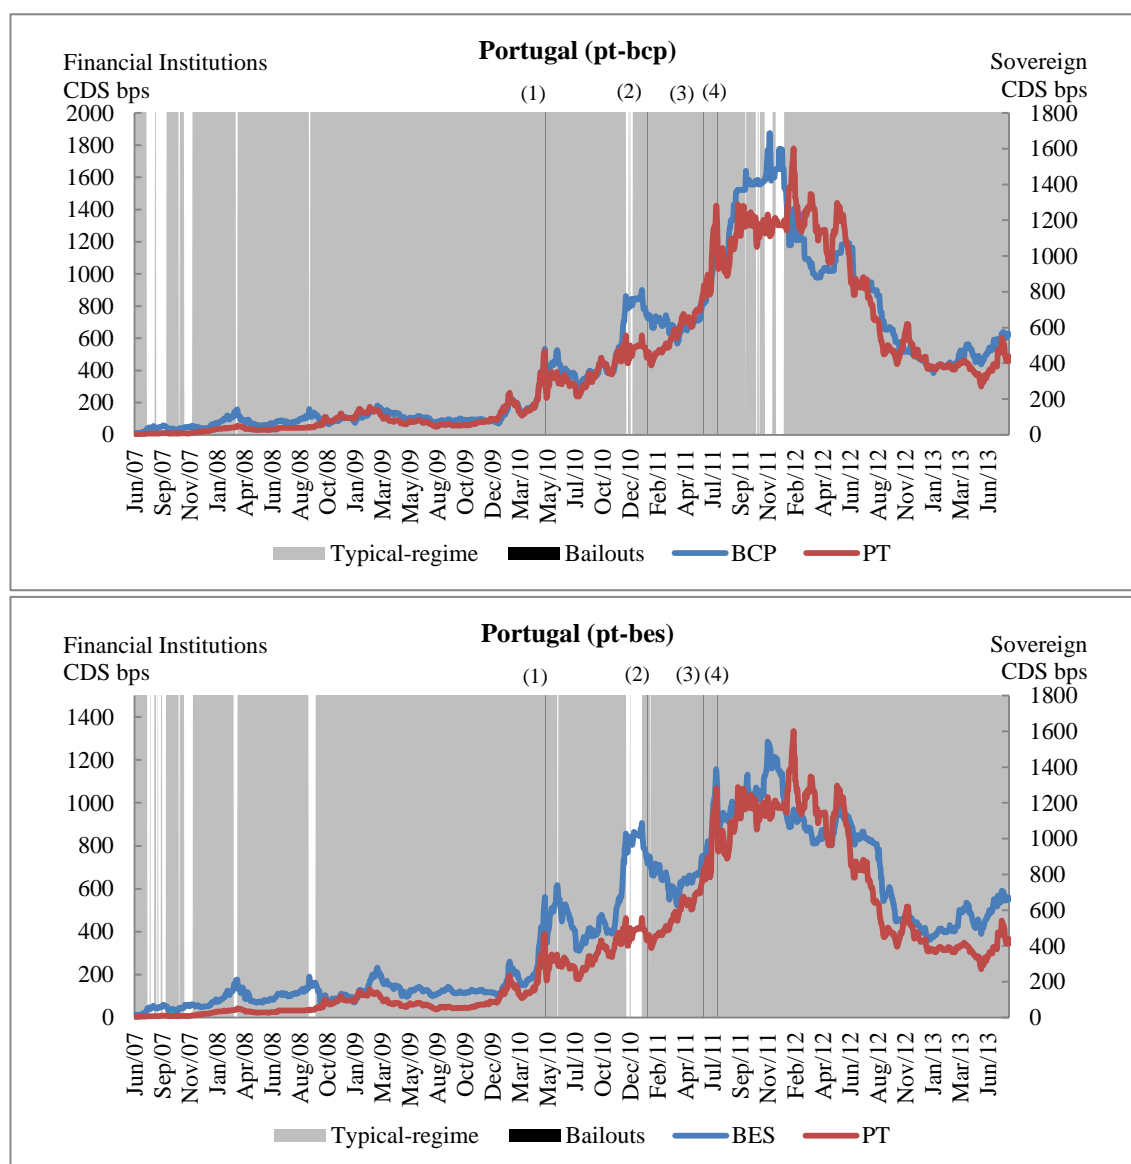 Portugal (pt-bcp)
Financial Institutions
CDS bps
Sovereign
CDS bps
(1)
(2)
(3)
(4)
2000
1800
1600
1400
1200
1000
800
600
400
200
0
1800
1600
1400
1200
1000
800
600
400
200
0
Jun/07
Sep/07
Nov/07
Jan/08
Apr/08
Jun/08
Aug/08
Oct/08
Jan/09
Mar/09
May/09
Aug/09
Oct/09
Dec/09
Mar/10
May/10
Jul/10
Oct/10
Dec/10
Feb/11
Apr/11
Jul/11
Sep/11
Nov/11
Feb/12
Apr/12
Jun/12
Aug/12
Nov/12
Jan/13
Mar/13
Jun/13
Typical-regime Bailouts BCP PT
Portugal (pt-bes)
Financial Institutions
CDS bps
Sovereign
CDS bps
(1)
(2)
(3)
(4)
1400
1200
1000
800
600
400
200
0
1800
1600
1400
1200
1000
800
600
400
200
0
Jun/07
Sep/07
Nov/07
Jan/08
Apr/08
Jun/08
Aug/08
Oct/08
Jan/09
Mar/09
May/09
Aug/09
Oct/09
Dec/09
Mar/10
May/10
Jul/10
Oct/10
Dec/10
Feb/11
Apr/11
Jul/11
Sep/11
Nov/11
Feb/12
Apr/12
Jun/12
Aug/12
Nov/12
Jan/13
Mar/13
Jun/13
Typical-regime Bailouts BES PT